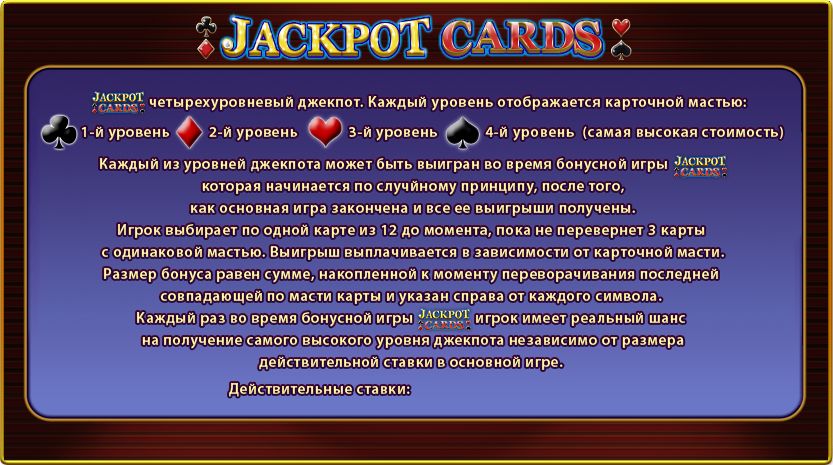 JACKPOT CARDS
JACKPOT CARDS четырехуровневый джекпот. Каждый уровень отображается карточной мастью:
1-й уровень 2-й уровень 3-й уровень 4-й уровень (самая высокая стоимость)
Каждый из уровней джекпота может быть выигран во время бонусной игры JACKPOT CARDS
которая начинается по случйному принципу, после того,
как основная игра закончена и все ее выигрыши получены.
Игрок выбирает по одной карте из 12 до момента, пока не перевернет 3 карты
с одинаковой мастью. Выигрыш выплачивается в зависимости от карточной масти.
Размер бонуса равен сумме, накопленной к моменту переворачивания последней
совпадающей по масти карты и указан справа от каждого символа.
Каждый раз во время бонусной игры JACKPOT CARDS игрок имеет реальный шанс
на получение самого высокого уровня джекпота независимо от размера
действительной ставки в основной игре.
Действительные ставки: